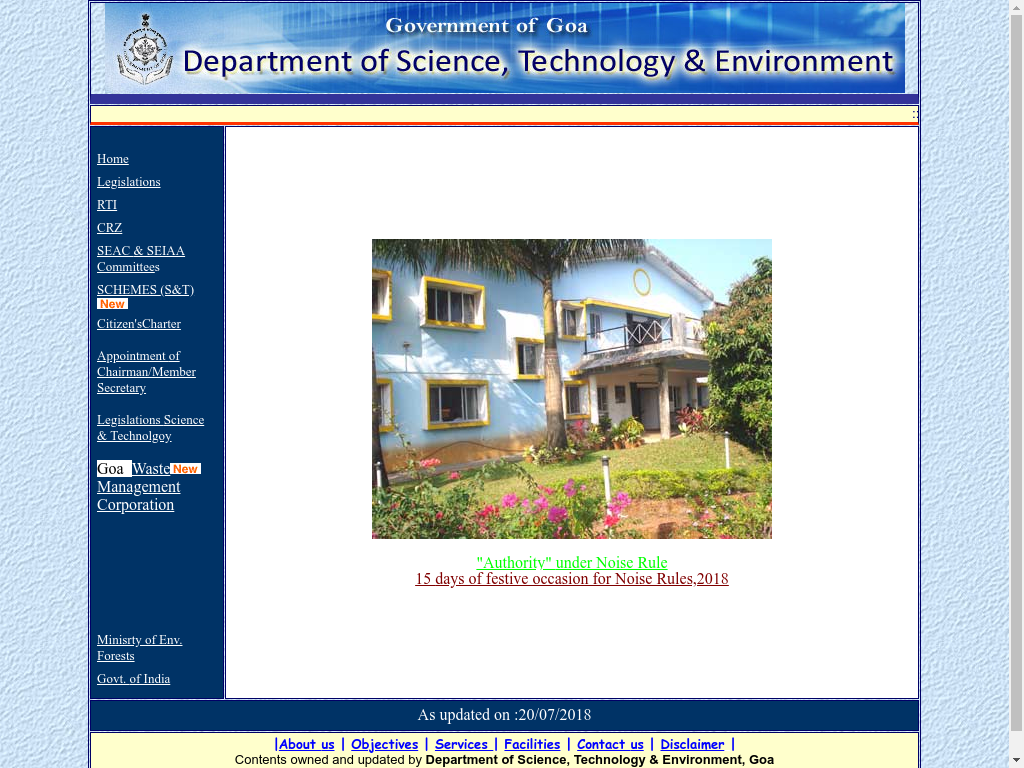 Government of Goa
Department of Science, Technology & Environment
::
Home
Legislations
RTI
CRZ
SEAC & SEIAA
Committees
SCHEMES (S&T)
New
Citizen'sCharter
Appointment of
Chairman/Member
Secretary
Legislations Science
& Technolgoy
Goa Waste New
Management
Corporation
Minisrty of Env.
Forests
Govt. of India
"Authority" under Noise Rule
15 days of festive occasion for Noise Rules,2018
As updated on :20/07/2018
|About us | Objectives | Services | Facilities | Contact us | Disclaimer |
Contents owned and updated by Department of Science, Technology & Environment, Goa